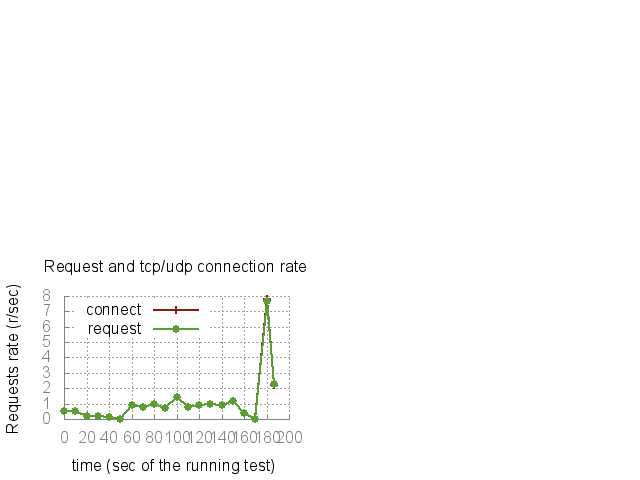 Request and tcp/udp connection rate
Requests rate (r/sec)
8
7
6
5
4
3
2
1
0
connect
request
0 20 40 60 80 100 120 140 160 180 200
time (sec of the running test)